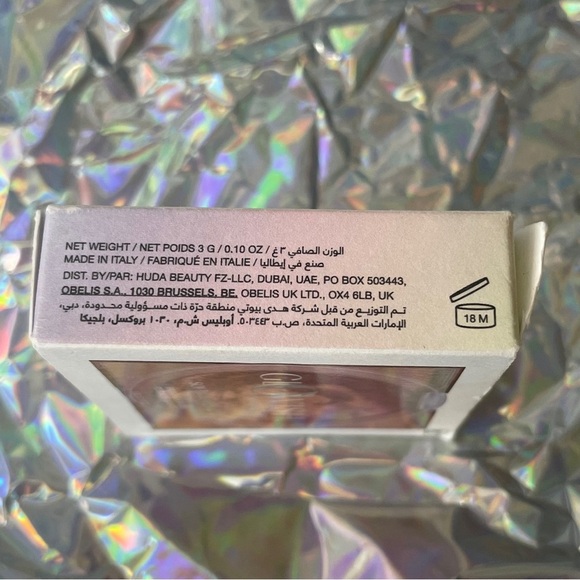 NET WEIGHT / NET POIDS 3 G / 0.10 OZ / الوزن الصافي ٣ غ
MADE IN ITALY / FABRIQUÉ EN ITALIE / صنع في إيطاليا
DIST. BY/PAR: HUDA BEAUTY FZ-LLC, DUBAI, UAE, PO BOX 503443,
OBELIS S.A., 1030 BRUSSELS, BE, OBELIS UK LTD., OX4 6LB, UK
تم التوزيع من قبل شركة هدى بيوتي منطقة حرّة ذات مسؤولية محدودة، دبي،
الإمارات العربية المتحدة، ص.ب ٥٠٣٤٤٣. أوبليس ش.م.، ١٠٣٠ بروكسل، بلجيكا
18 M